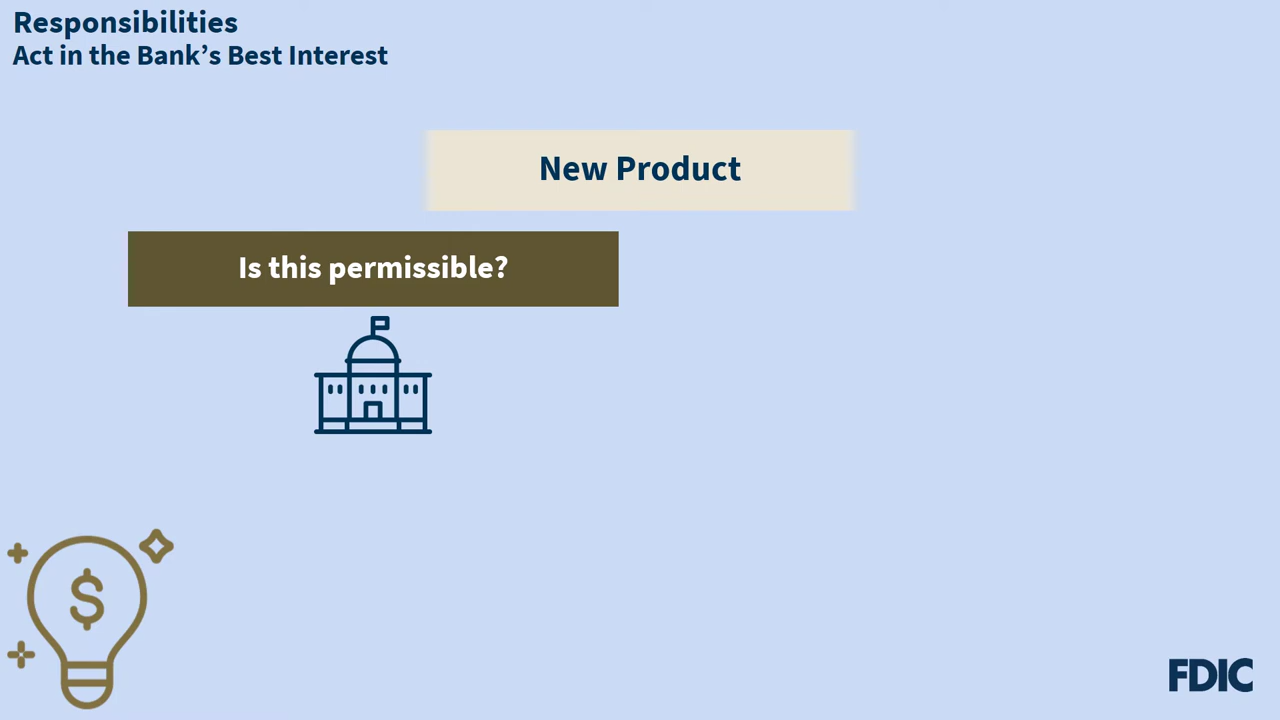 Responsibilities
Act in the Bank’s Best Interest
New Product
Is this permissible?
$
FDIC